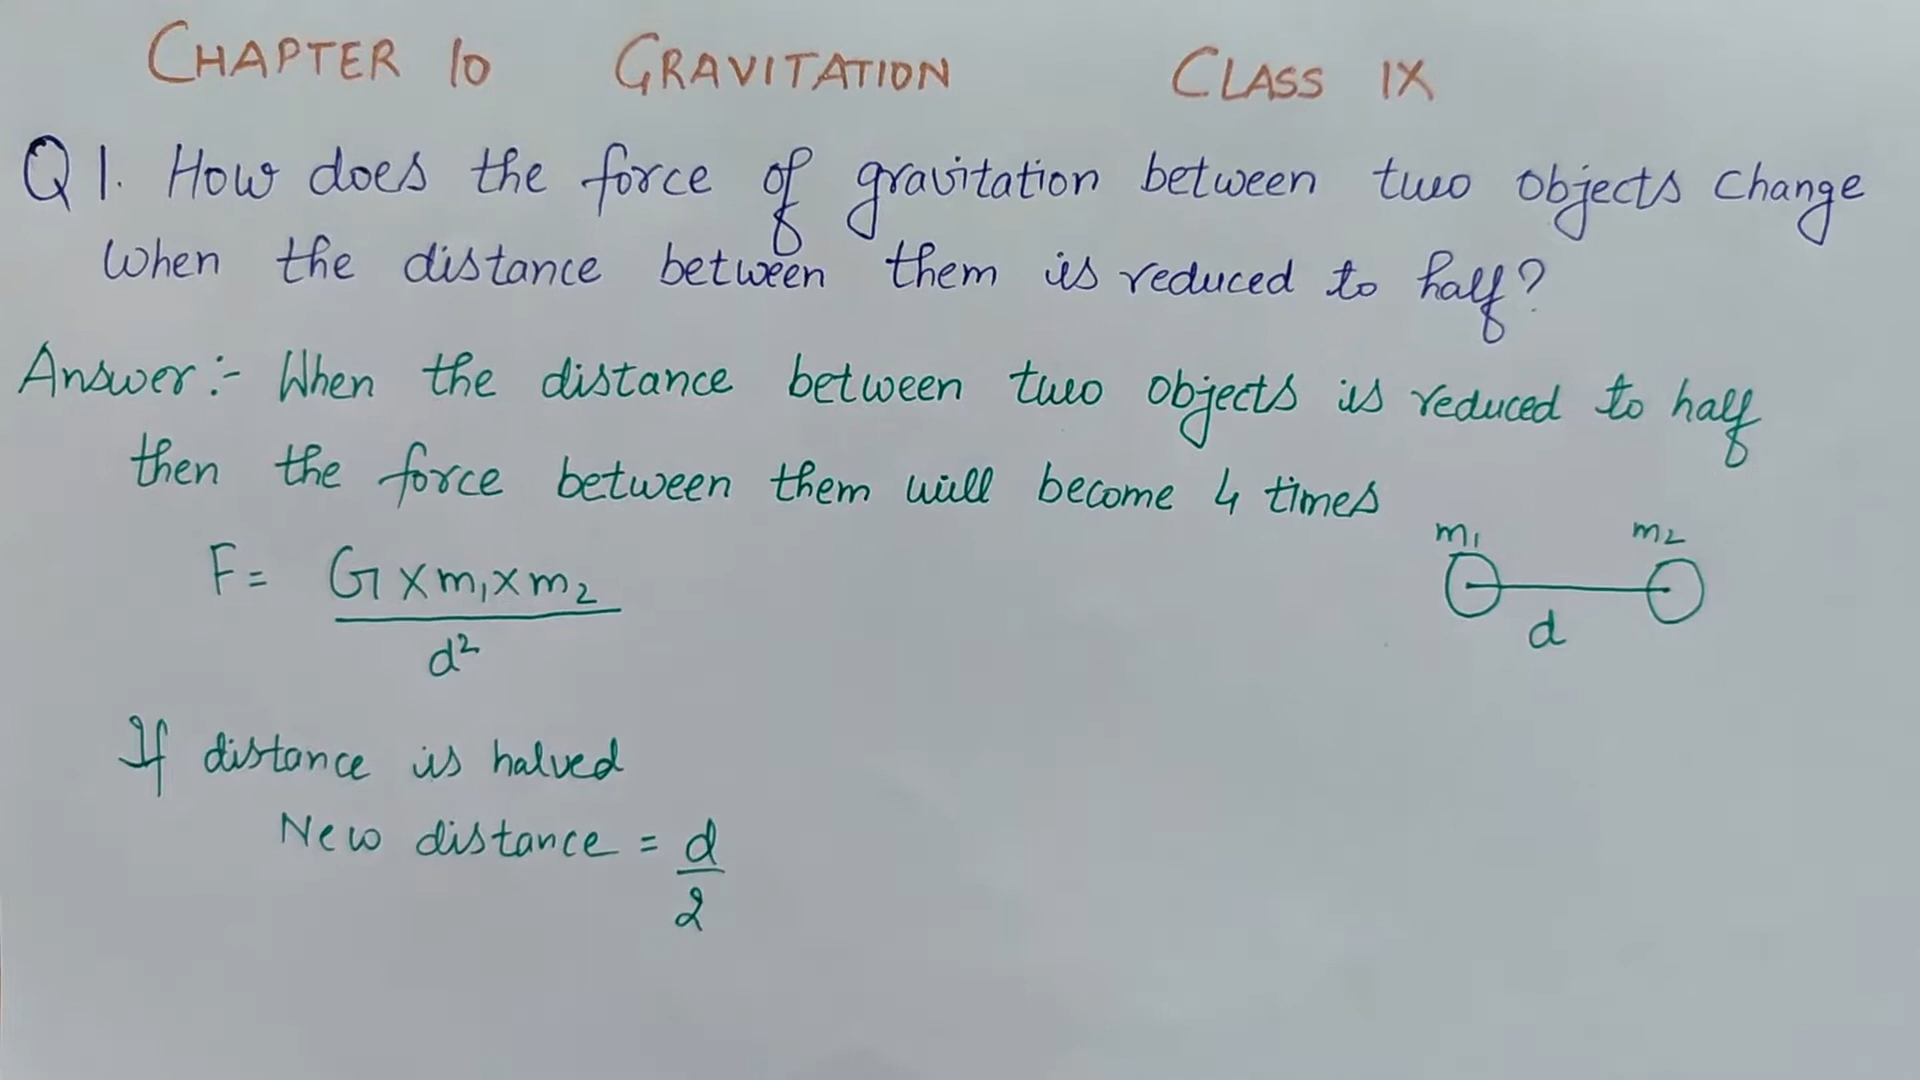 CHAPTER 10 GRAVITATION CLASS IX
Q1. How does the force of gravitation between two objects change
when the distance between them is reduced to half?
Answer:- When the distance between two objects is reduced to half
then the force between them will become 4 times
m₁ m₂
F = G × m₁ × m₂
d²
d
If distance is halved
New distance = d
2